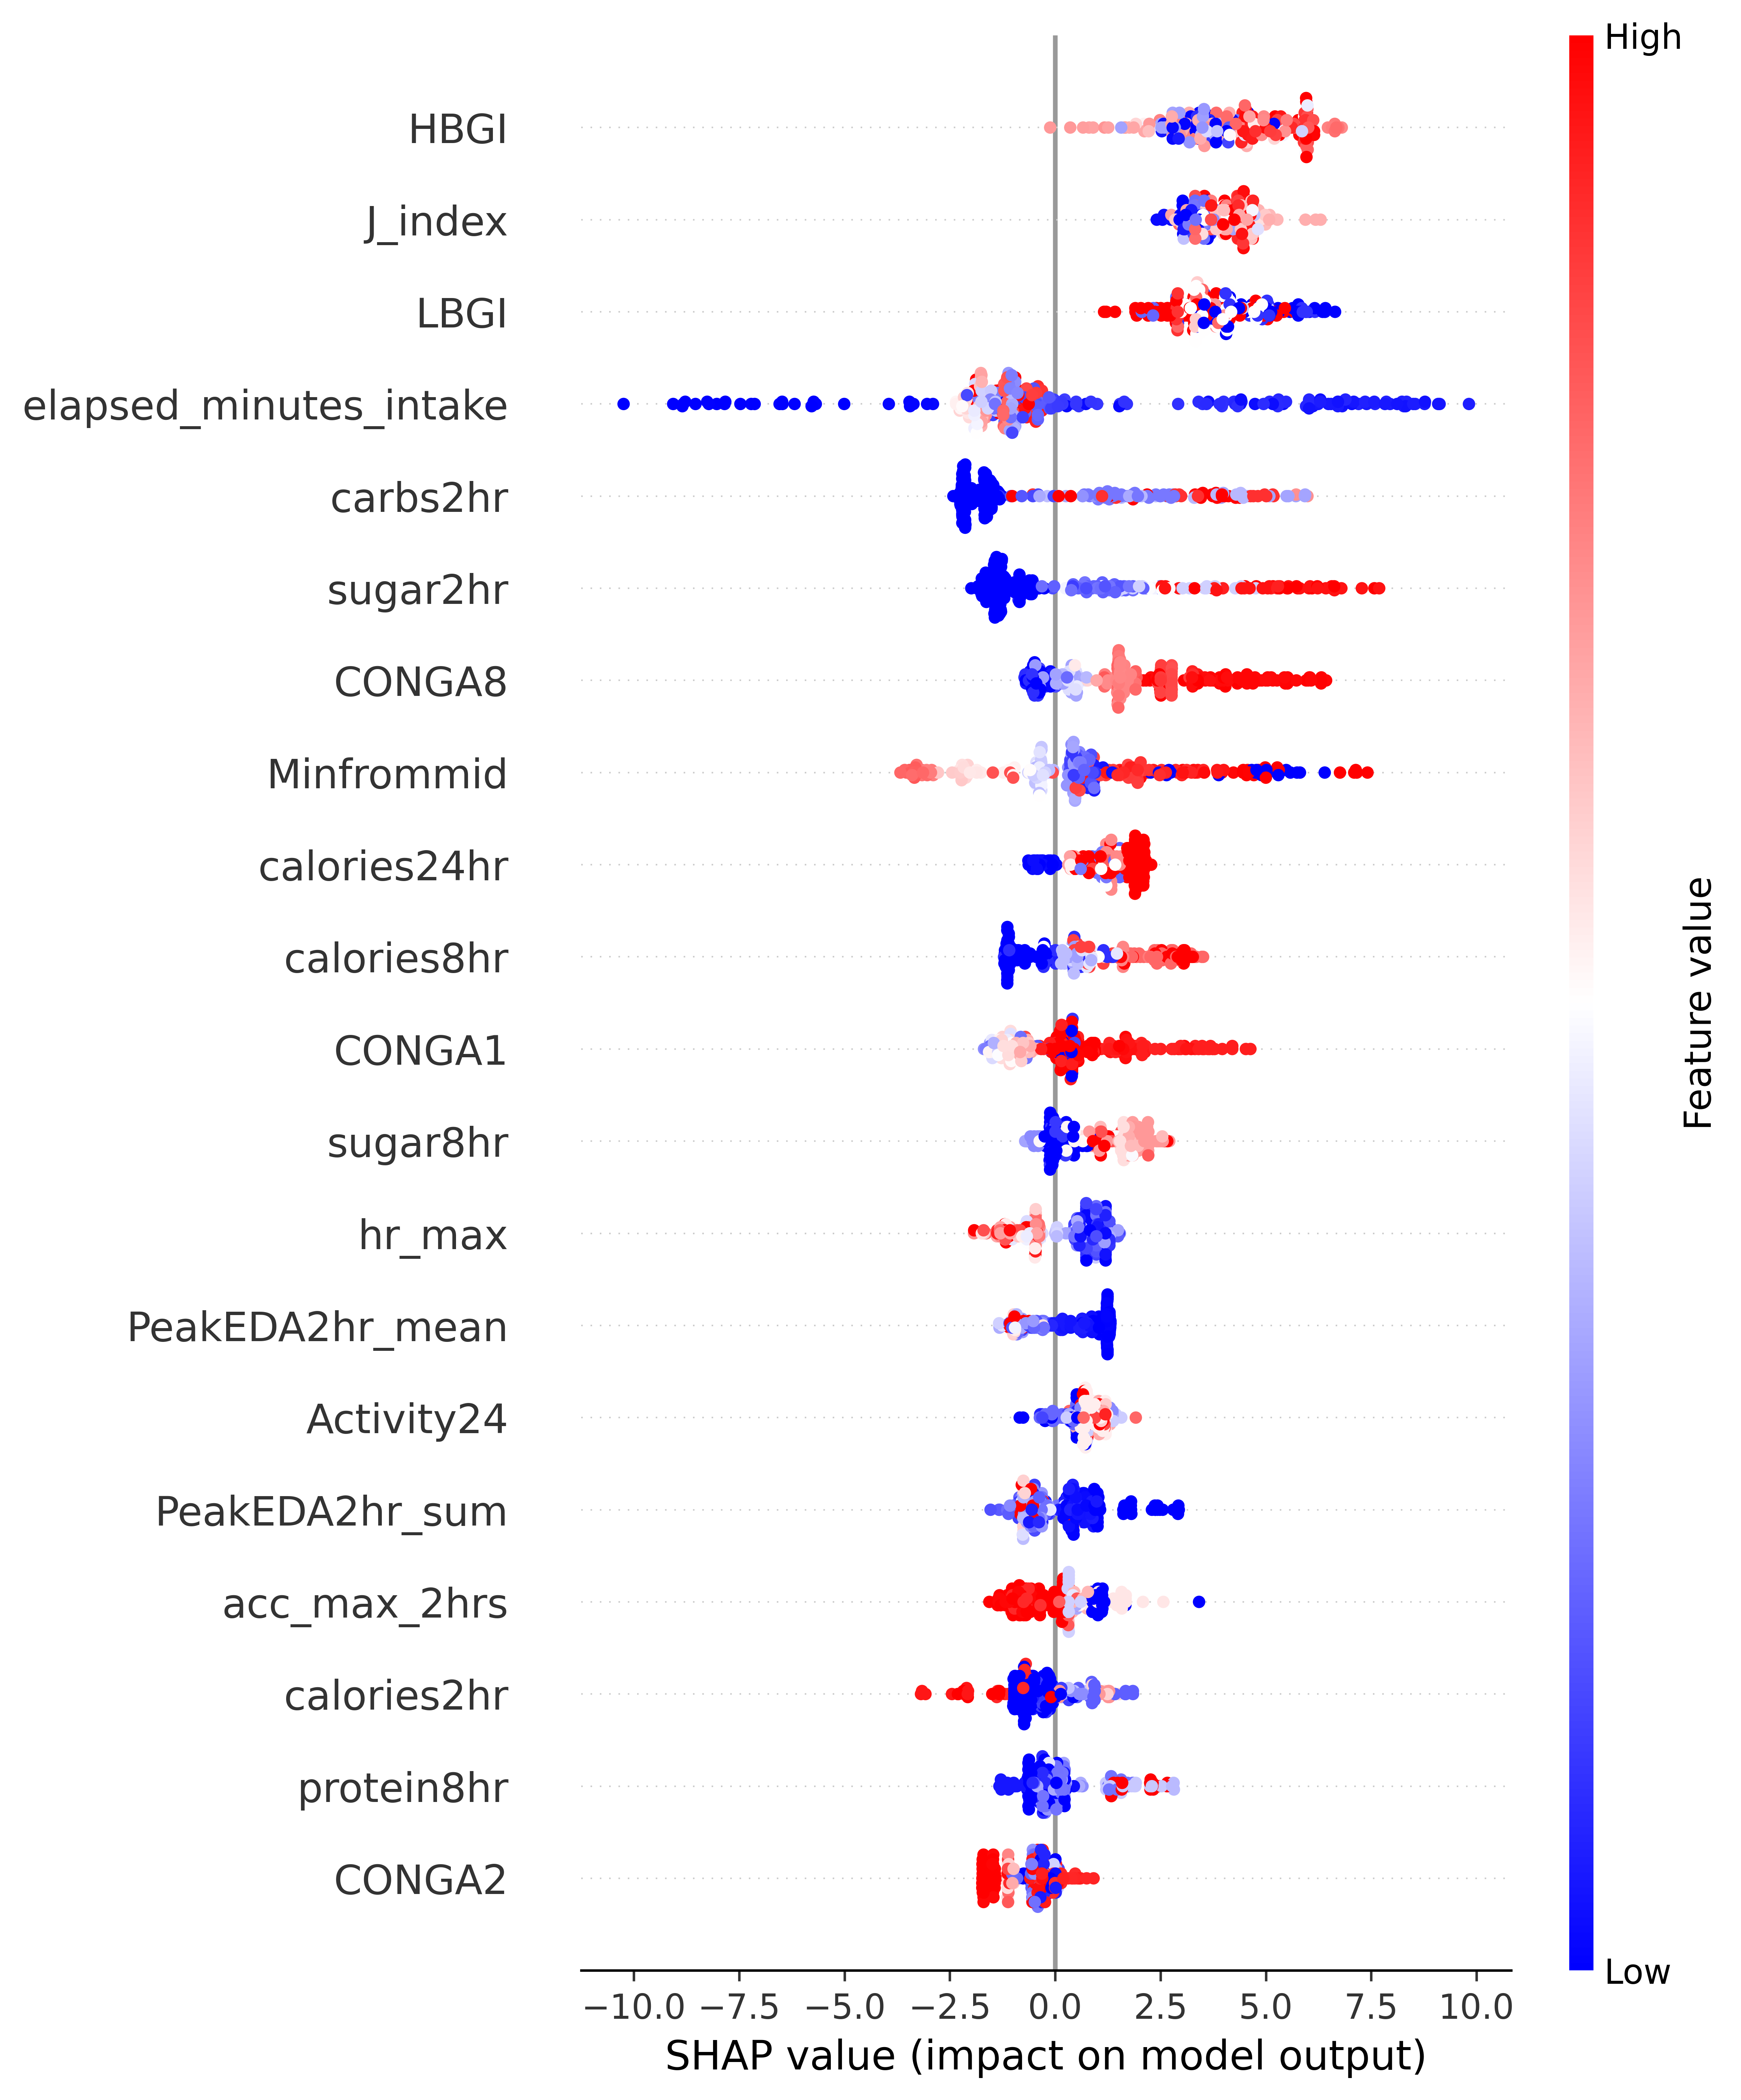 High
HBGI
J_index
LBGI
elapsed_minutes_intake
carbs2hr
sugar2hr
CONGA8
Minfrommid
calories24hr
calories8hr
CONGA1
sugar8hr
hr_max
PeakEDA2hr_mean
Activity24
PeakEDA2hr_sum
acc_max_2hrs
calories2hr
protein8hr
CONGA2
Feature value
Low
−10.0 −7.5 −5.0 −2.5 0.0 2.5 5.0 7.5 10.0
SHAP value (impact on model output)